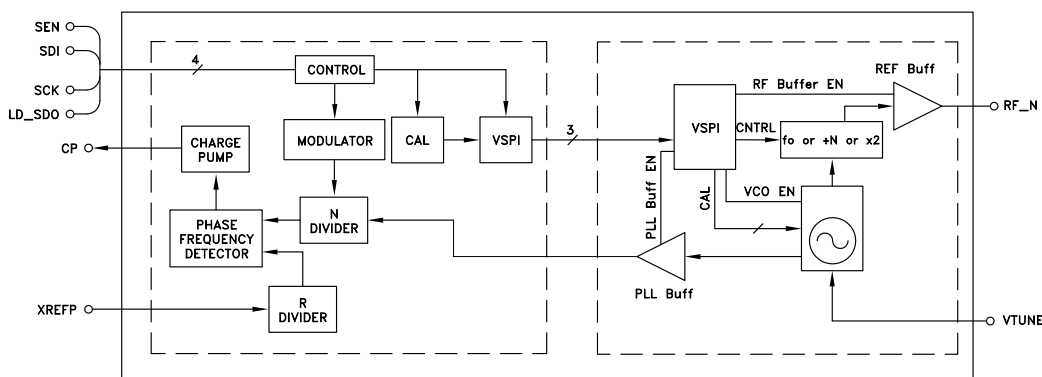 SEN
SDI
SCK
LD_SDO
4
CONTROL
MODULATOR
CAL
VSPI
3
CP
CHARGE
PUMP
PHASE
FREQUENCY
DETECTOR
N
DIVIDER
R
DIVIDER
XREFP
VSPI
RF Buffer EN
REF Buff
RF_N
CNTRL
fo or +N or x2
PLL Buff EN
CAL
VCO EN
PLL Buff
VTUNE